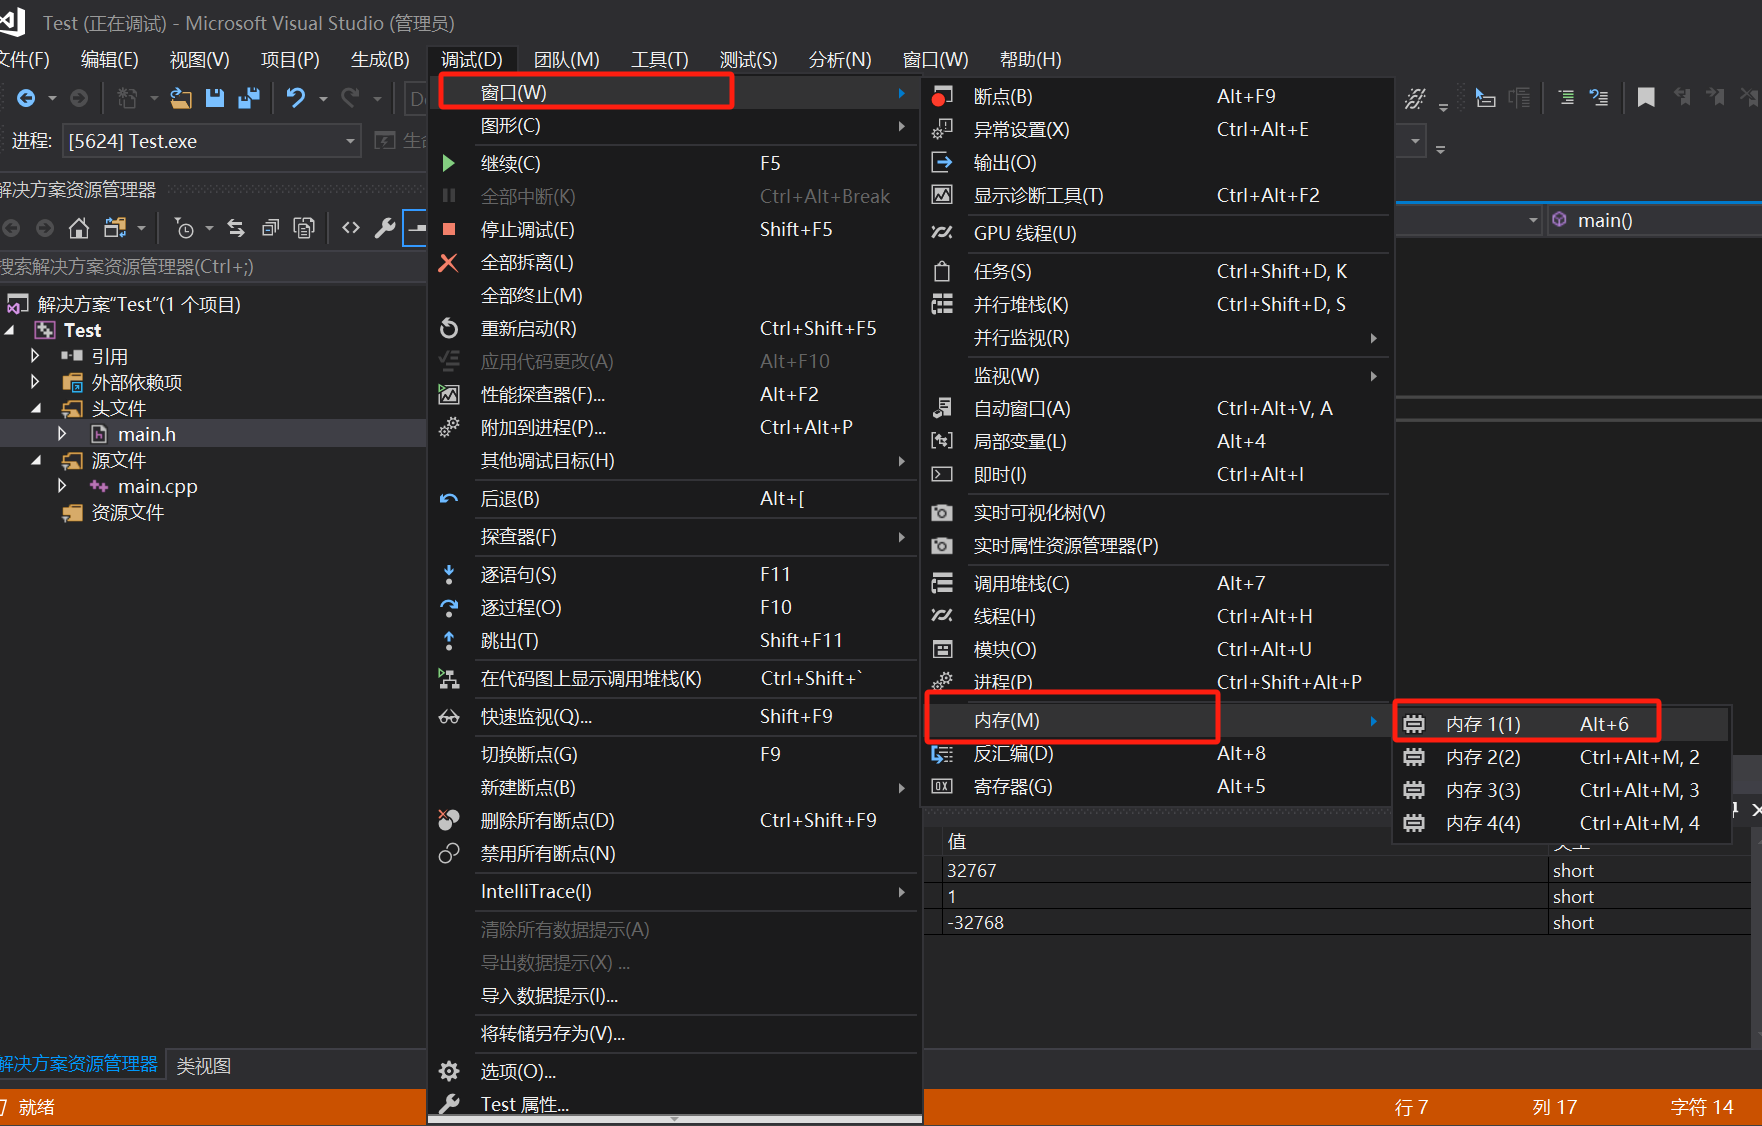 Test (正在调试) - Microsoft Visual Studio (管理员)
文件(F) 编辑(E) 视图(V) 项目(P) 生成(B) 调试(D) 团队(M) 工具(T) 测试(S) 分析(N) 窗口(W) 帮助(H)
进程: [5624] Test.exe
解决方案资源管理器
搜索解决方案资源管理器(Ctrl+;)
解决方案"Test"(1 个项目)
Test
引用
外部依赖项
头文件
main.h
源文件
main.cpp
资源文件
解决方案资源管理器 类视图
就绪
窗口(W)
图形(C)
继续(C) F5
全部中断(K) Ctrl+Alt+Break
停止调试(E) Shift+F5
全部拆离(L)
全部终止(M)
重新启动(R) Ctrl+Shift+F5
应用代码更改(A) Alt+F10
性能探查器(F)... Alt+F2
附加到进程(P)... Ctrl+Alt+P
其他调试目标(H)
后退(B) Alt+[
探查器(F)
逐语句(S) F11
逐过程(O) F10
跳出(T) Shift+F11
在代码图上显示调用堆栈(K) Ctrl+Shift+`
快速监视(Q)... Shift+F9
切换断点(G) F9
新建断点(B)
删除所有断点(D) Ctrl+Shift+F9
禁用所有断点(N)
IntelliTrace(I)
清除所有数据提示(A)
导出数据提示(X) ...
导入数据提示(I)...
将转储另存为(V)...
选项(O)...
Test 属性...
断点(B) Alt+F9
异常设置(X) Ctrl+Alt+E
输出(O)
显示诊断工具(T) Ctrl+Alt+F2
GPU 线程(U)
任务(S) Ctrl+Shift+D, K
并行堆栈(K) Ctrl+Shift+D, S
并行监视(R)
监视(W)
自动窗口(A) Ctrl+Alt+V, A
局部变量(L) Alt+4
即时(I) Ctrl+Alt+I
实时可视化树(V)
实时属性资源管理器(P)
调用堆栈(C) Alt+7
线程(H) Ctrl+Alt+H
模块(O) Ctrl+Alt+U
进程(P) Ctrl+Shift+Alt+P
内存(M)
反汇编(D) Alt+8
寄存器(G) Alt+5
内存 1(1) Alt+6
内存 2(2) Ctrl+Alt+M, 2
内存 3(3) Ctrl+Alt+M, 3
内存 4(4) Ctrl+Alt+M, 4
main()
值
32767 short
1 short
-32768 short
行 7 列 17 字符 14